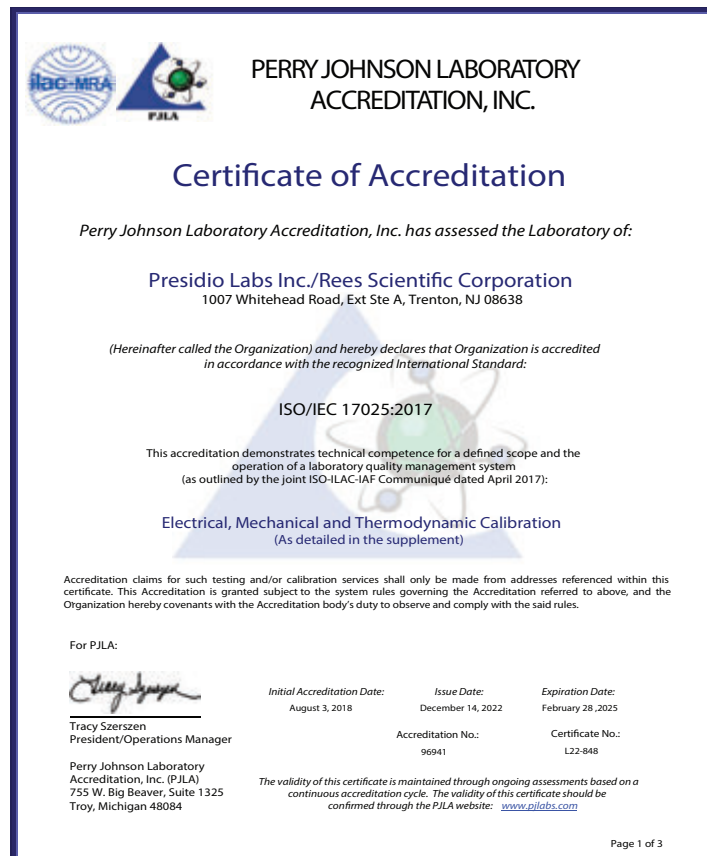 ilac-MRA
PJLA
PERRY JOHNSON LABORATORY
ACCREDITATION, INC.
Certificate of Accreditation
Perry Johnson Laboratory Accreditation, Inc. has assessed the Laboratory of:
Presidio Labs Inc./Rees Scientific Corporation
1007 Whitehead Road, Ext Ste A, Trenton, NJ 08638
(Hereinafter called the Organization) and hereby declares that Organization is accredited
in accordance with the recognized International Standard:
ISO/IEC 17025:2017
This accreditation demonstrates technical competence for a defined scope and the
operation of a laboratory quality management system
(as outlined by the joint ISO-ILAC-IAF Communiqué dated April 2017):
Electrical, Mechanical and Thermodynamic Calibration
(As detailed in the supplement)
Accreditation claims for such testing and/or calibration services shall only be made from addresses referenced within this
certificate. This Accreditation is granted subject to the system rules governing the Accreditation referred to above, and the
Organization hereby covenants with the Accreditation body's duty to observe and comply with the said rules.
For PJLA:
Tracy Szerszen
Tracy Szerszen
President/Operations Manager
Perry Johnson Laboratory
Accreditation, Inc. (PJLA)
755 W. Big Beaver, Suite 1325
Troy, Michigan 48084
Initial Accreditation Date: Issue Date: Expiration Date:
August 3, 2018 December 14, 2022 February 28 ,2025
Accreditation No.: Certificate No.:
96941 L22-848
The validity of this certificate is maintained through ongoing assessments based on a
continuous accreditation cycle. The validity of this certificate should be
confirmed through the PJLA website: www.pjlabs.com
Page 1 of 3